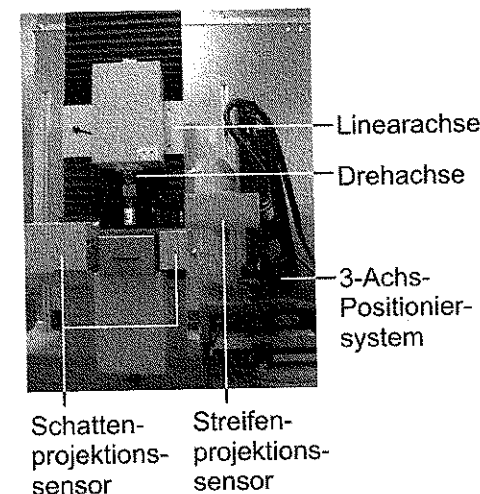 Linearachse
Drehachse
3-Achs-
Positionier-
system
Schatten-
projektions-
sensor
Streifen-
projektions-
sensor